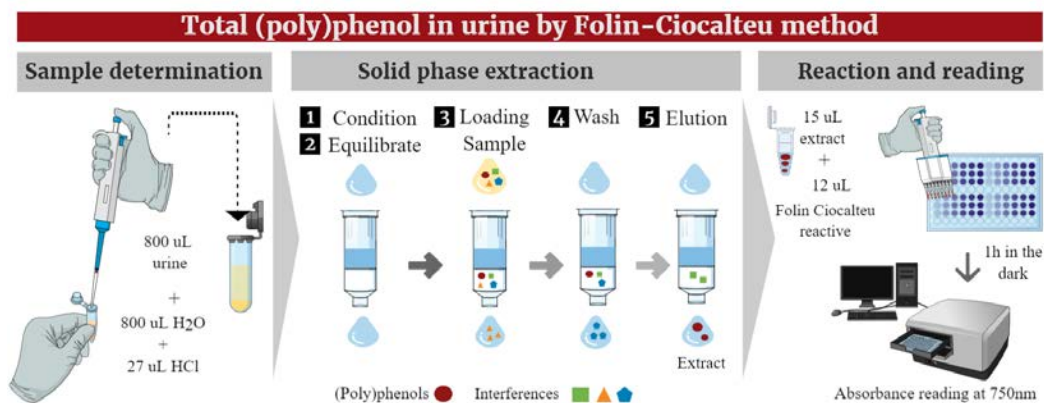 Total (poly)phenol in urine by Folin-Ciocalteu method
Sample determination
800 uL
urine
+
800 uL H2O
+
27 uL HCl
Solid phase extraction
1 Condition
2 Equilibrate
3 Loading
Sample
4 Wash
5 Elution
Extract
(Poly)phenols
Interferences
Reaction and reading
15 uL
extract
+
12 uL
Folin Ciocalteu
reactive
1h in the
dark
Absorbance reading at 750nm